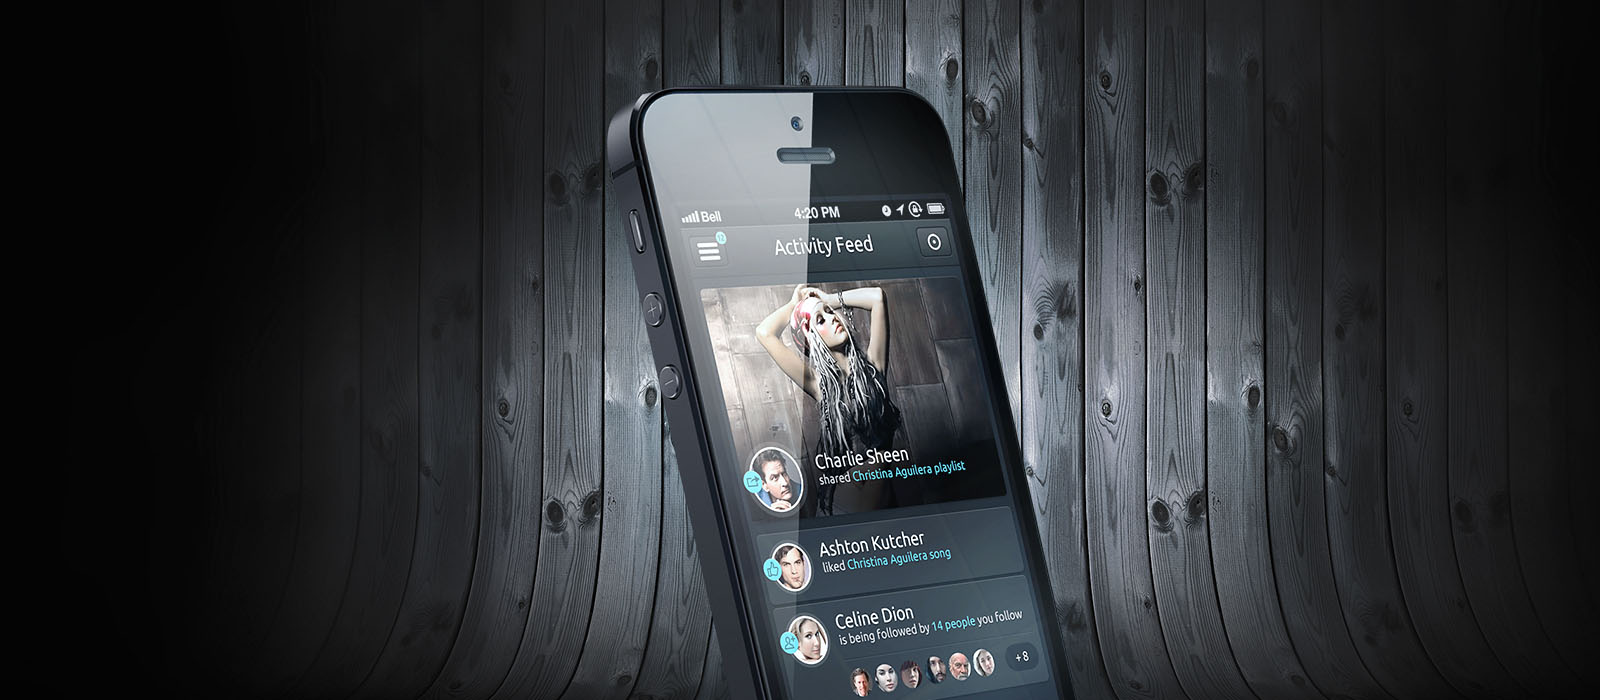 Bell
4:20 PM
12
Activity Feed
Charlie Sheen
shared Christina Aguilera playlist
Ashton Kutcher
liked Christina Aguilera song
Celine Dion
is being followed by 14 people you follow
+8